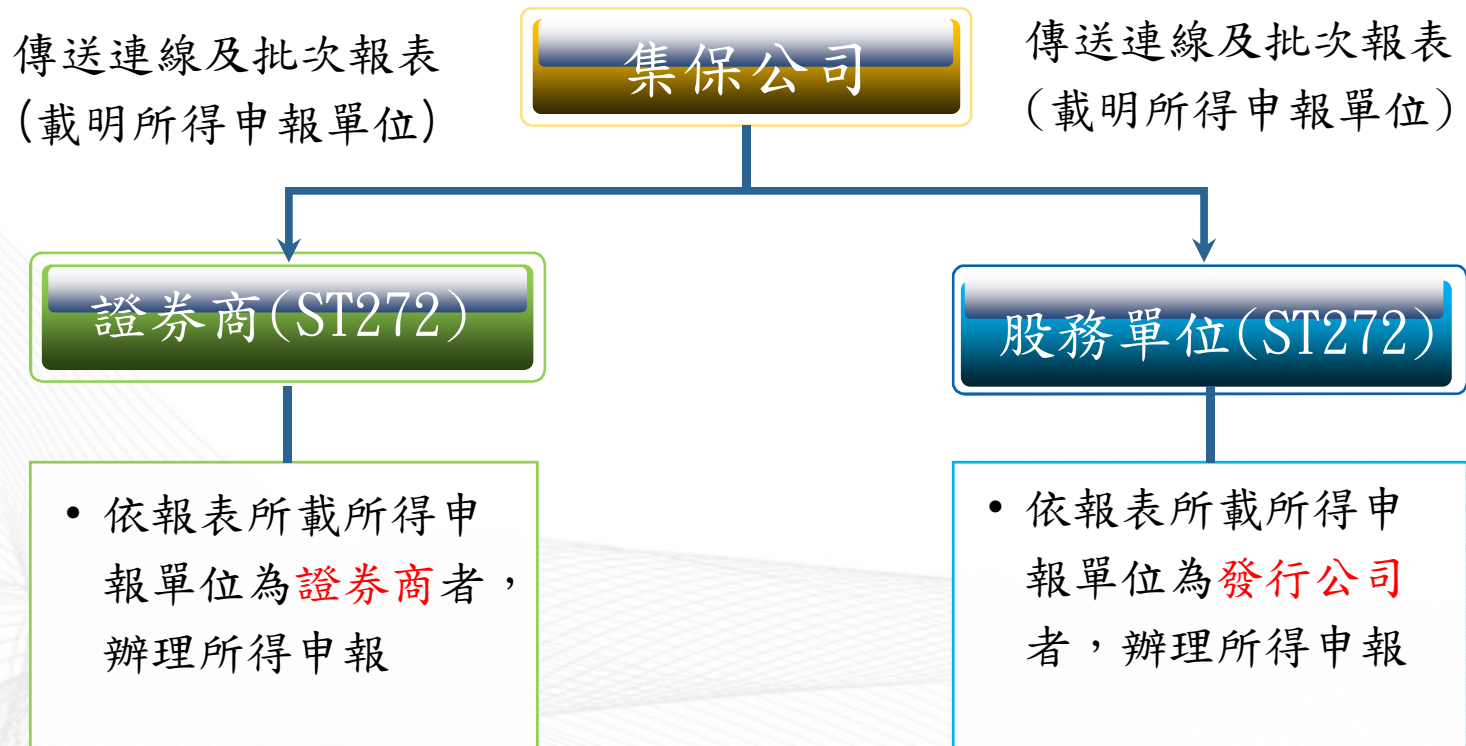 傳送連線及批次報表
(載明所得申報單位)
集保公司
傳送連線及批次報表
(載明所得申報單位)
證券商(ST272)
股務單位(ST272)
• 依報表所載所得申
報單位為證券商者，
辦理所得申報
• 依報表所載所得申
報單位為發行公司
者，辦理所得申報